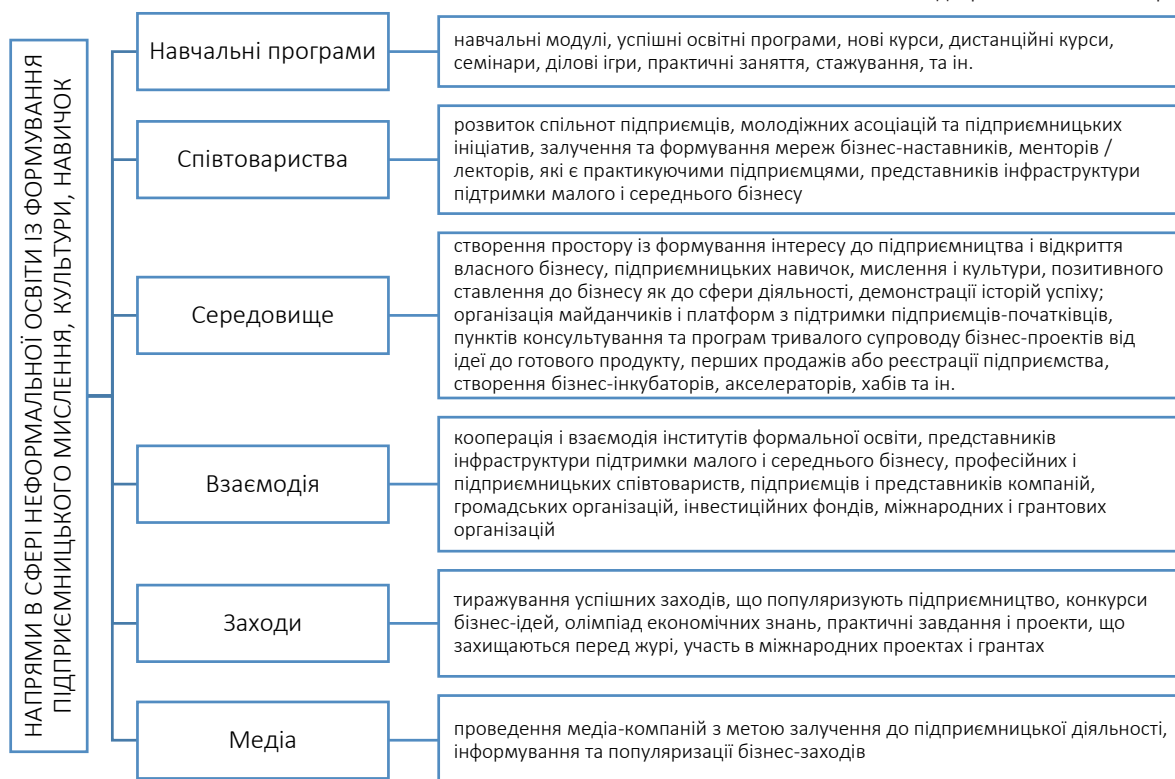 НАПРЯМИ В СФЕРІ НЕФОРМАЛЬНОЇ ОСВІТИ ІЗ ФОРМУВАННЯ
ПІДПРИЄМНИЦЬКОГО МИСЛЕННЯ, КУЛЬТУРИ, НАВИЧОК
Навчальні програми
навчальні модулі, успішні освітні програми, нові курси, дистанційні курси,
семінари, ділові ігри, практичні заняття, стажування, та ін.
Співтовариства
розвиток спільнот підприємців, молодіжних асоціацій та підприємницьких
ініціатив, залучення та формування мереж бізнес-наставників, менторів /
лекторів, які є практикуючими підприємцями, представників інфраструктури
підтримки малого і середнього бізнесу
Середовище
створення простору із формування інтересу до підприємництва і відкриття
власного бізнесу, підприємницьких навичок, мислення і культури, позитивного
ставлення до бізнесу як до сфери діяльності, демонстрації історій успіху;
організація майданчиків і платформ з підтримки підприємців-початківців,
пунктів консультування та програм тривалого супроводу бізнес-проектів від
ідеї до готового продукту, перших продажів або реєстрації підприємства,
створення бізнес-інкубаторів, акселераторів, хабів та ін.
Взаємодія
кооперація і взаємодія інститутів формальної освіти, представників
інфраструктури підтримки малого і середнього бізнесу, професійних і
підприємницьких співтовариств, підприємців і представників компаній,
громадських організацій, інвестиційних фондів, міжнародних і грантових
організацій
Заходи
тиражування успішних заходів, що популяризують підприємництво, конкурси
бізнес-ідей, олімпіад економічних знань, практичні завдання і проекти, що
захищаються перед журі, участь в міжнародних проектах і грантах
Медіа
проведення медіа-компаній з метою залучення до підприємницької діяльності,
інформування та популяризації бізнес-заходів